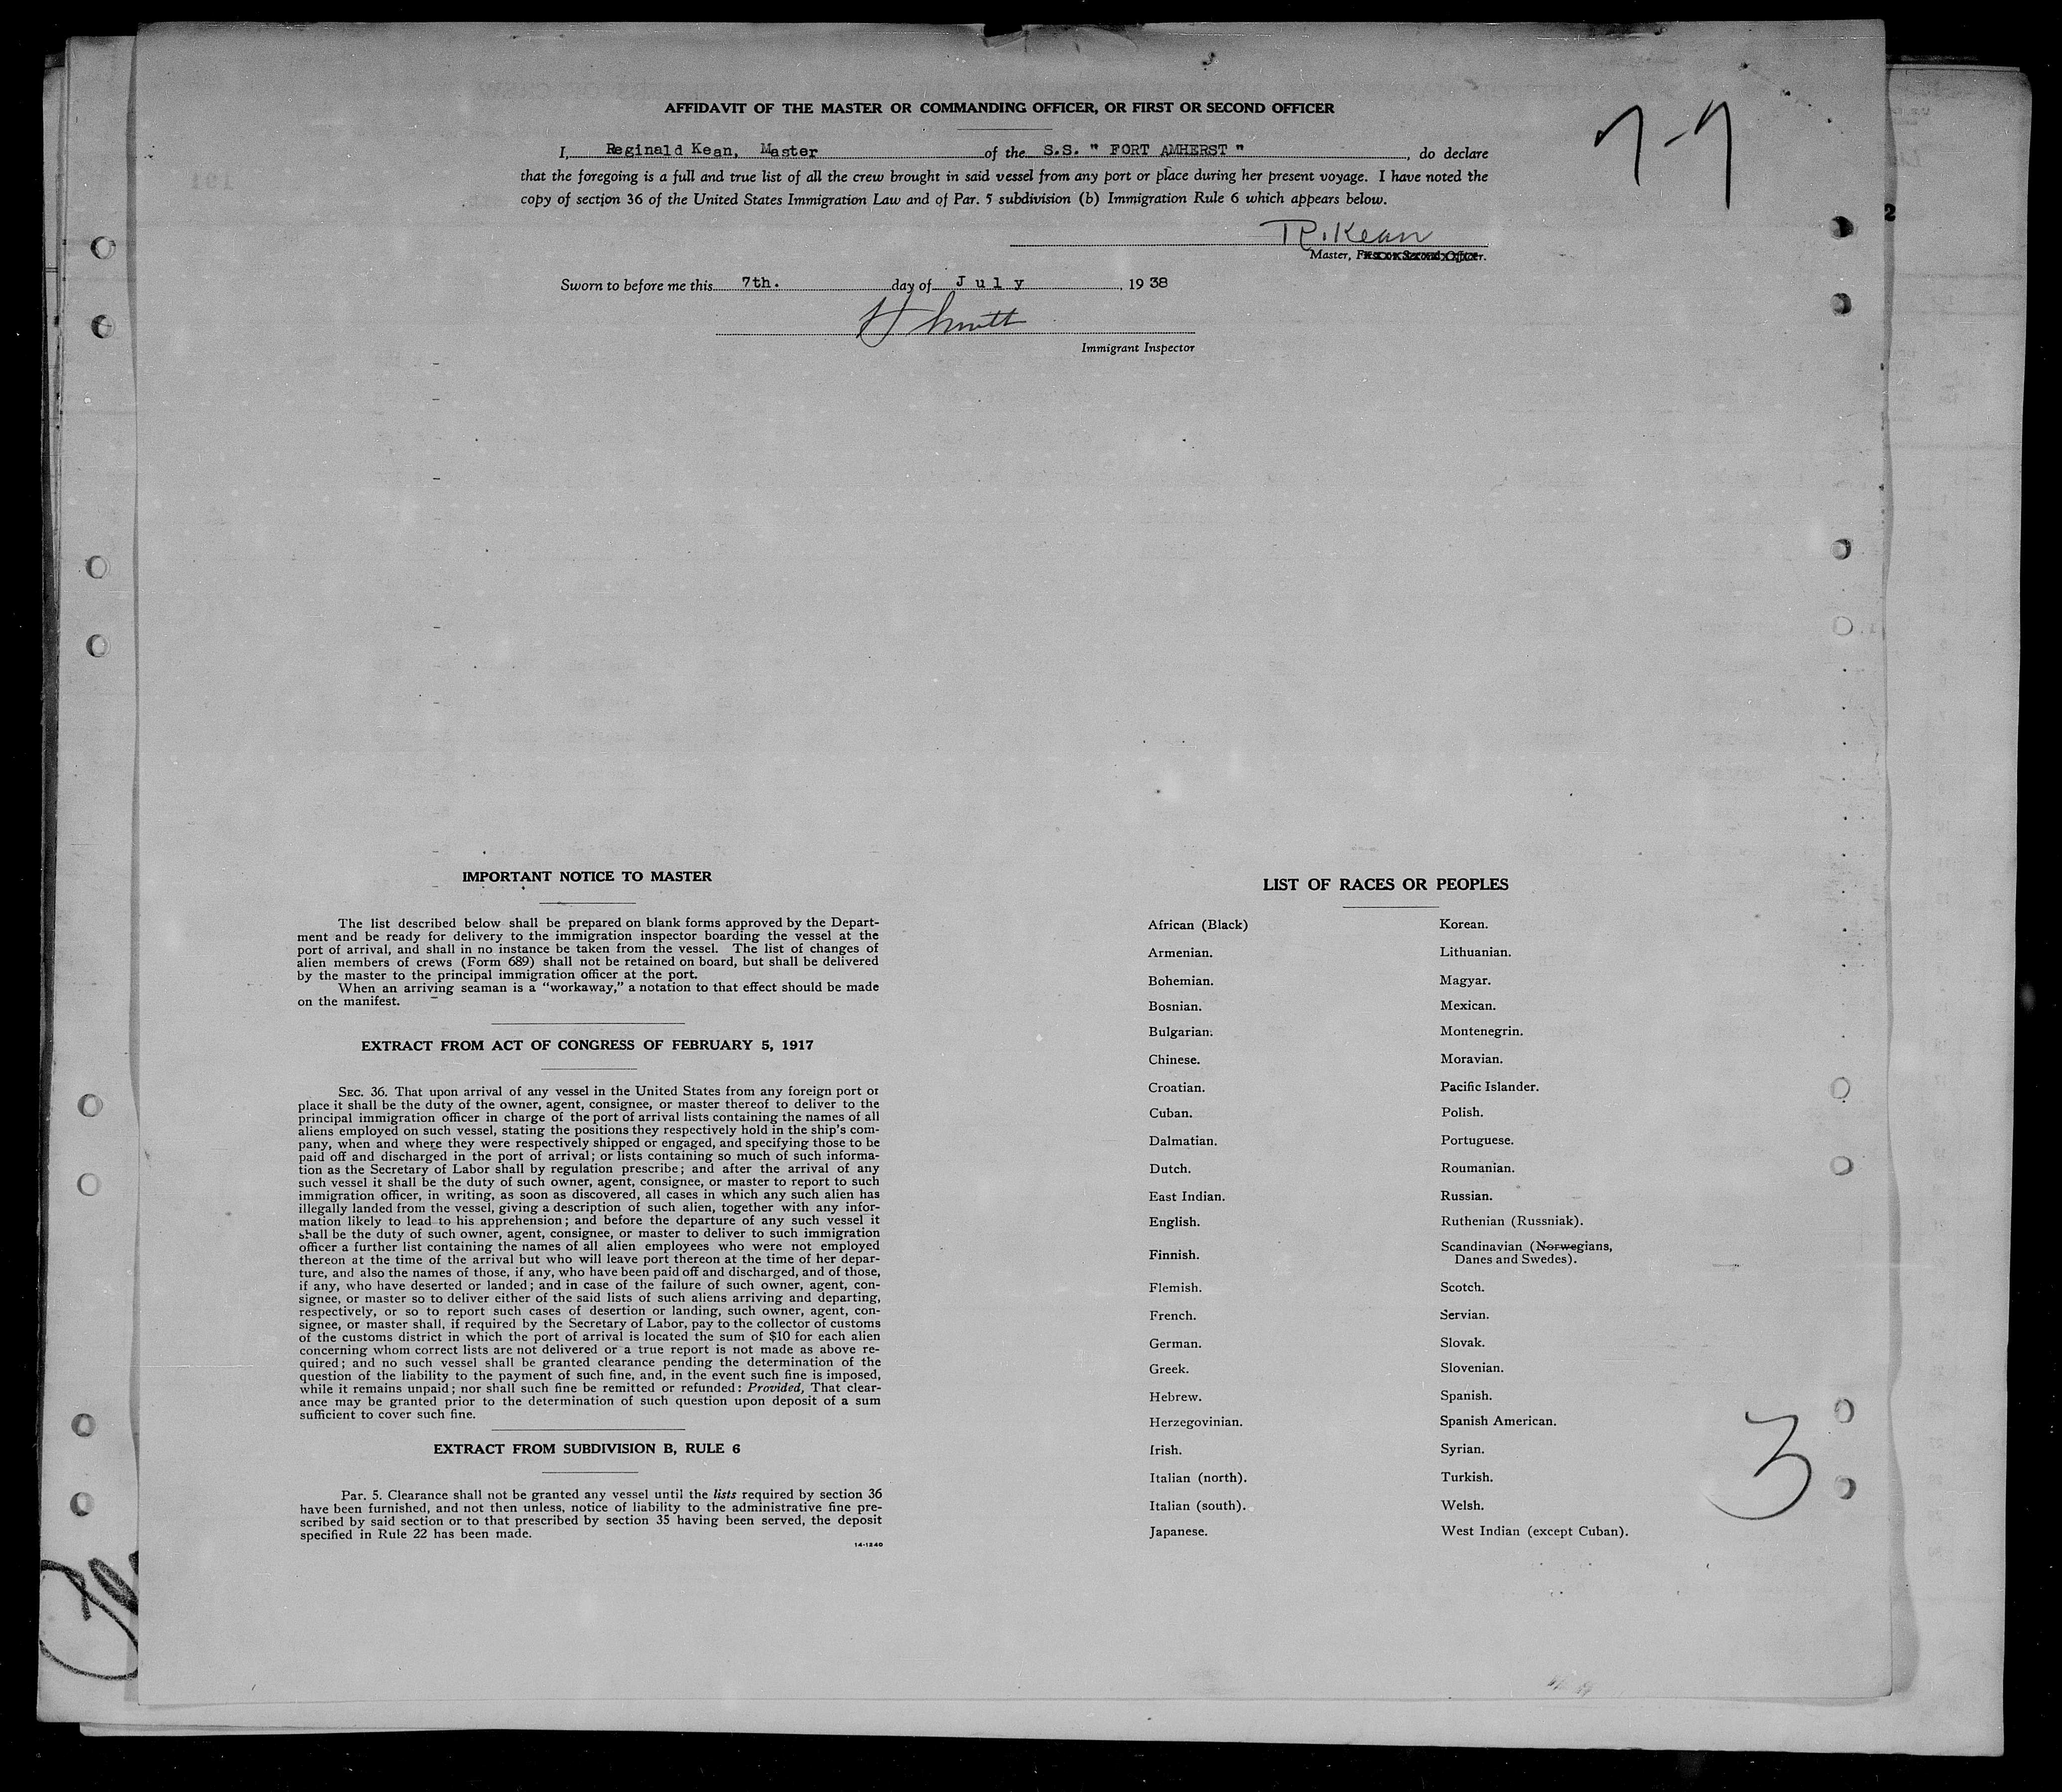 AFFIDAVIT OF THE MASTER OR COMMANDING OFFICER, OR FIRST OR SECOND OFFICER
7-7
I, Reginald Kean, Master of the S.S. " FORT AMHERST ", do declare
that the foregoing is a full and true list of all the crew brought in said vessel from any port or place during her present voyage. I have noted the
copy of section 36 of the United States Immigration Law and of Par. 5 subdivision (b) Immigration Rule 6 which appears below.
R. Kean
Master, First or Second Officer.
Sworn to before me this 7th. day of July, 1938
Immigrant Inspector
191
2
IMPORTANT NOTICE TO MASTER
The list described below shall be prepared on blank forms approved by the Depart-
ment and be ready for delivery to the immigration inspector boarding the vessel at the
port of arrival, and shall in no instance be taken from the vessel. The list of changes of
alien members of crews (Form 689) shall not be retained on board, but shall be delivered
by the master to the principal immigration officer at the port.
When an arriving seaman is a "workaway," a notation to that effect should be made
on the manifest.
EXTRACT FROM ACT OF CONGRESS OF FEBRUARY 5, 1917
SEC. 36. That upon arrival of any vessel in the United States from any foreign port or
place it shall be the duty of the owner, agent, consignee, or master thereof to deliver to the
principal immigration officer in charge of the port of arrival lists containing the names of all
aliens employed on such vessel, stating the positions they respectively hold in the ship's com-
pany, when and where they were respectively shipped or engaged, and specifying those to be
paid off and discharged in the port of arrival; or lists containing so much of such informa-
tion as the Secretary of Labor shall by regulation prescribe; and after the arrival of any
such vessel it shall be the duty of such owner, agent, consignee, or master to report to such
immigration officer, in writing, as soon as discovered, all cases in which any such alien has
illegally landed from the vessel, giving a description of such alien, together with any infor-
mation likely to lead to his apprehension; and before the departure of any such vessel it
shall be the duty of such owner, agent, consignee, or master to deliver to such immigration
officer a further list containing the names of all alien employees who were not employed
thereon at the time of the arrival but who will leave port thereon at the time of her depar-
ture, and also the names of those, if any, who have been paid off and discharged, and of those,
if any, who have deserted or landed; and in case of the failure of such owner, agent, con-
signee, or master so to deliver either of the said lists of such aliens arriving and departing,
respectively, or so to report such cases of desertion or landing, such owner, agent, con-
signee, or master shall, if required by the Secretary of Labor, pay to the collector of customs
of the customs district in which the port of arrival is located the sum of $10 for each alien
concerning whom correct lists are not delivered or a true report is not made as above re-
quired; and no such vessel shall be granted clearance pending the determination of the
question of the liability to the payment of such fine, and, in the event such fine is imposed,
while it remains unpaid; nor shall such fine be remitted or refunded: Provided, That clear-
ance may be granted prior to the determination of such question upon deposit of a sum
sufficient to cover such fine.
EXTRACT FROM SUBDIVISION B, RULE 6
Par. 5. Clearance shall not be granted any vessel until the lists required by section 36
have been furnished, and not then unless, notice of liability to the administrative fine pre-
scribed by said section or to that prescribed by section 35 having been served, the deposit
specified in Rule 22 has been made.
14-1240
LIST OF RACES OR PEOPLES
African (Black)
Armenian.
Bohemian.
Bosnian.
Bulgarian.
Chinese.
Croatian.
Cuban.
Dalmatian.
Dutch.
East Indian.
English.
Finnish.
Flemish.
French.
German.
Greek.
Hebrew.
Herzegovinian.
Irish.
Italian (north).
Italian (south).
Japanese.
Korean.
Lithuanian.
Magyar.
Mexican.
Montenegrin.
Moravian.
Pacific Islander.
Polish.
Portuguese.
Roumanian.
Russian.
Ruthenian (Russniak).
Scandinavian (Norwegians,
Danes and Swedes).
Scotch.
Servian.
Slovak.
Slovenian.
Spanish.
Spanish American.
Syrian.
Turkish.
Welsh.
West Indian (except Cuban).
3